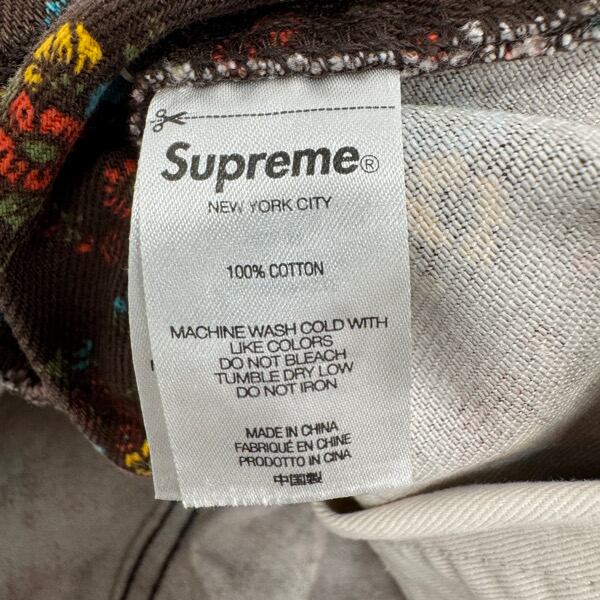 Supreme®
NEW YORK CITY
100% COTTON
MACHINE WASH COLD WITH
LIKE COLORS
DO NOT BLEACH
TUMBLE DRY LOW
DO NOT IRON
MADE IN CHINA
FABRIQUÉ EN CHINE
PRODOTTO IN CINA
中国製